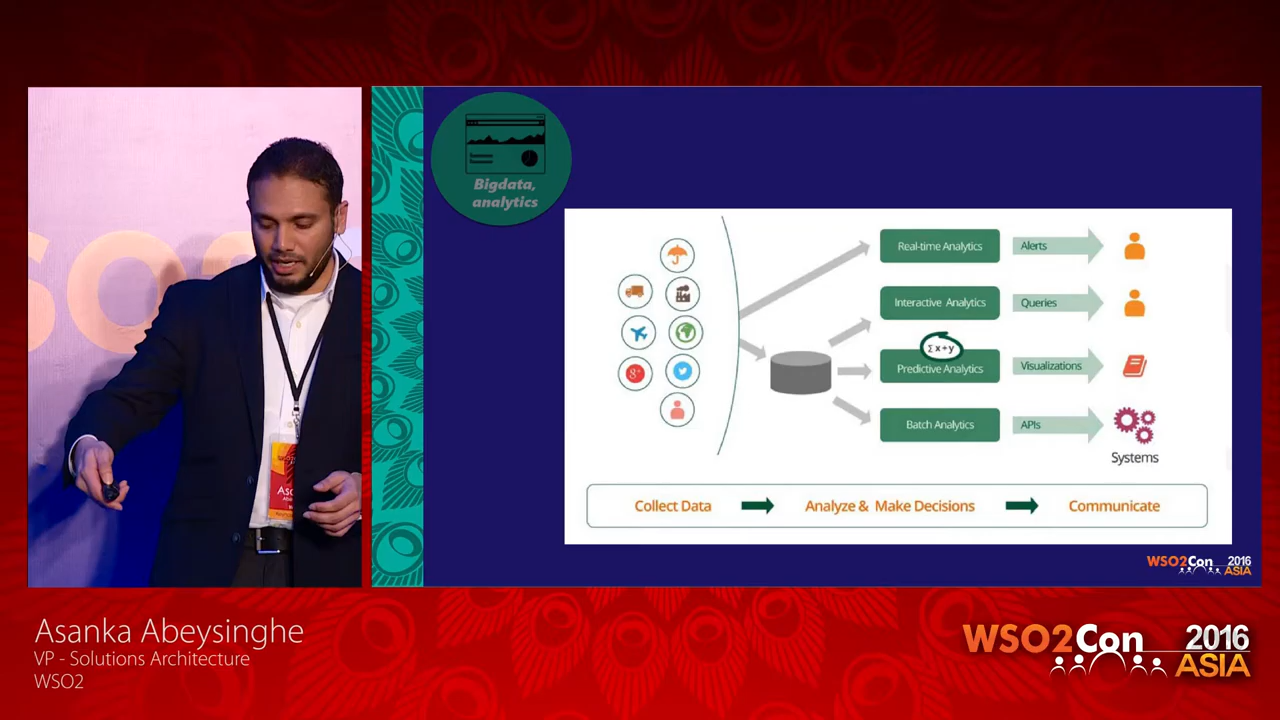 Bigdata,
analytics
Real-time Analytics
Alerts
Interactive Analytics
Queries
Σx+y
Predictive Analytics
Visualizations
Batch Analytics
APIs
Systems
8+
Collect Data
Analyze & Make Decisions
Communicate
WSO2Con 2016
ASIA
Asanka Abeysinghe
VP - Solutions Architecture
WSO2
WSO2Con 2016
ASIA